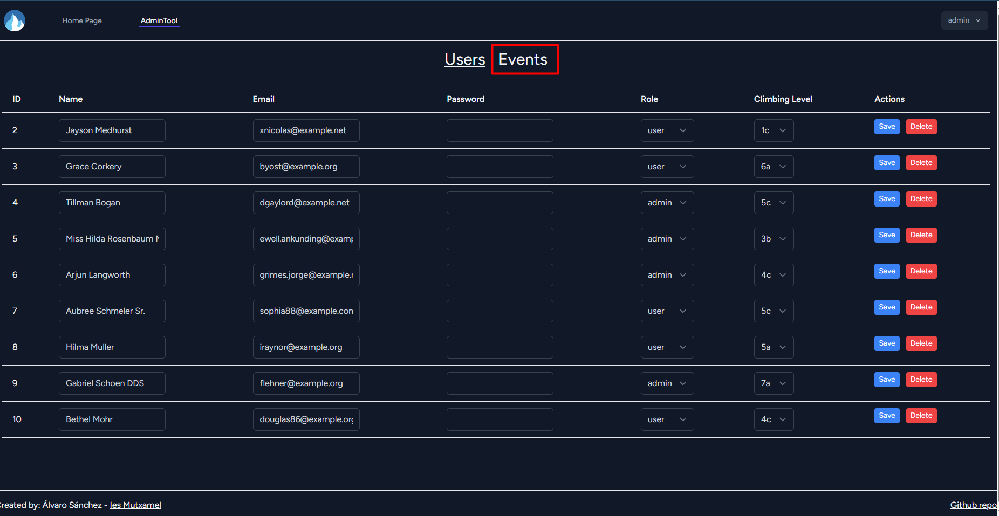 Home Page AdminTool admin
Users Events
ID Name Email Password Role Climbing Level Actions
2 Jayson Medhurst xnicolas@example.net user 1c Save Delete
3 Grace Corkery byost@example.org user 6a Save Delete
4 Tillman Bogan dgaylord@example.net admin 5c Save Delete
5 Miss Hilda Rosenbaum ewell.ankunding@examp admin 3b Save Delete
6 Arjun Langworth grimes.jorge@example. admin 4c Save Delete
7 Aubree Schmeler Sr. sophia88@example.con user 5c Save Delete
8 Hilma Muller iraynor@example.org user 5a Save Delete
9 Gabriel Schoen DDS flehner@example.org admin 7a Save Delete
10 Bethel Mohr douglas86@example.org user 4c Save Delete
reated by: Álvaro Sánchez - Ies Mutxamel Github repo